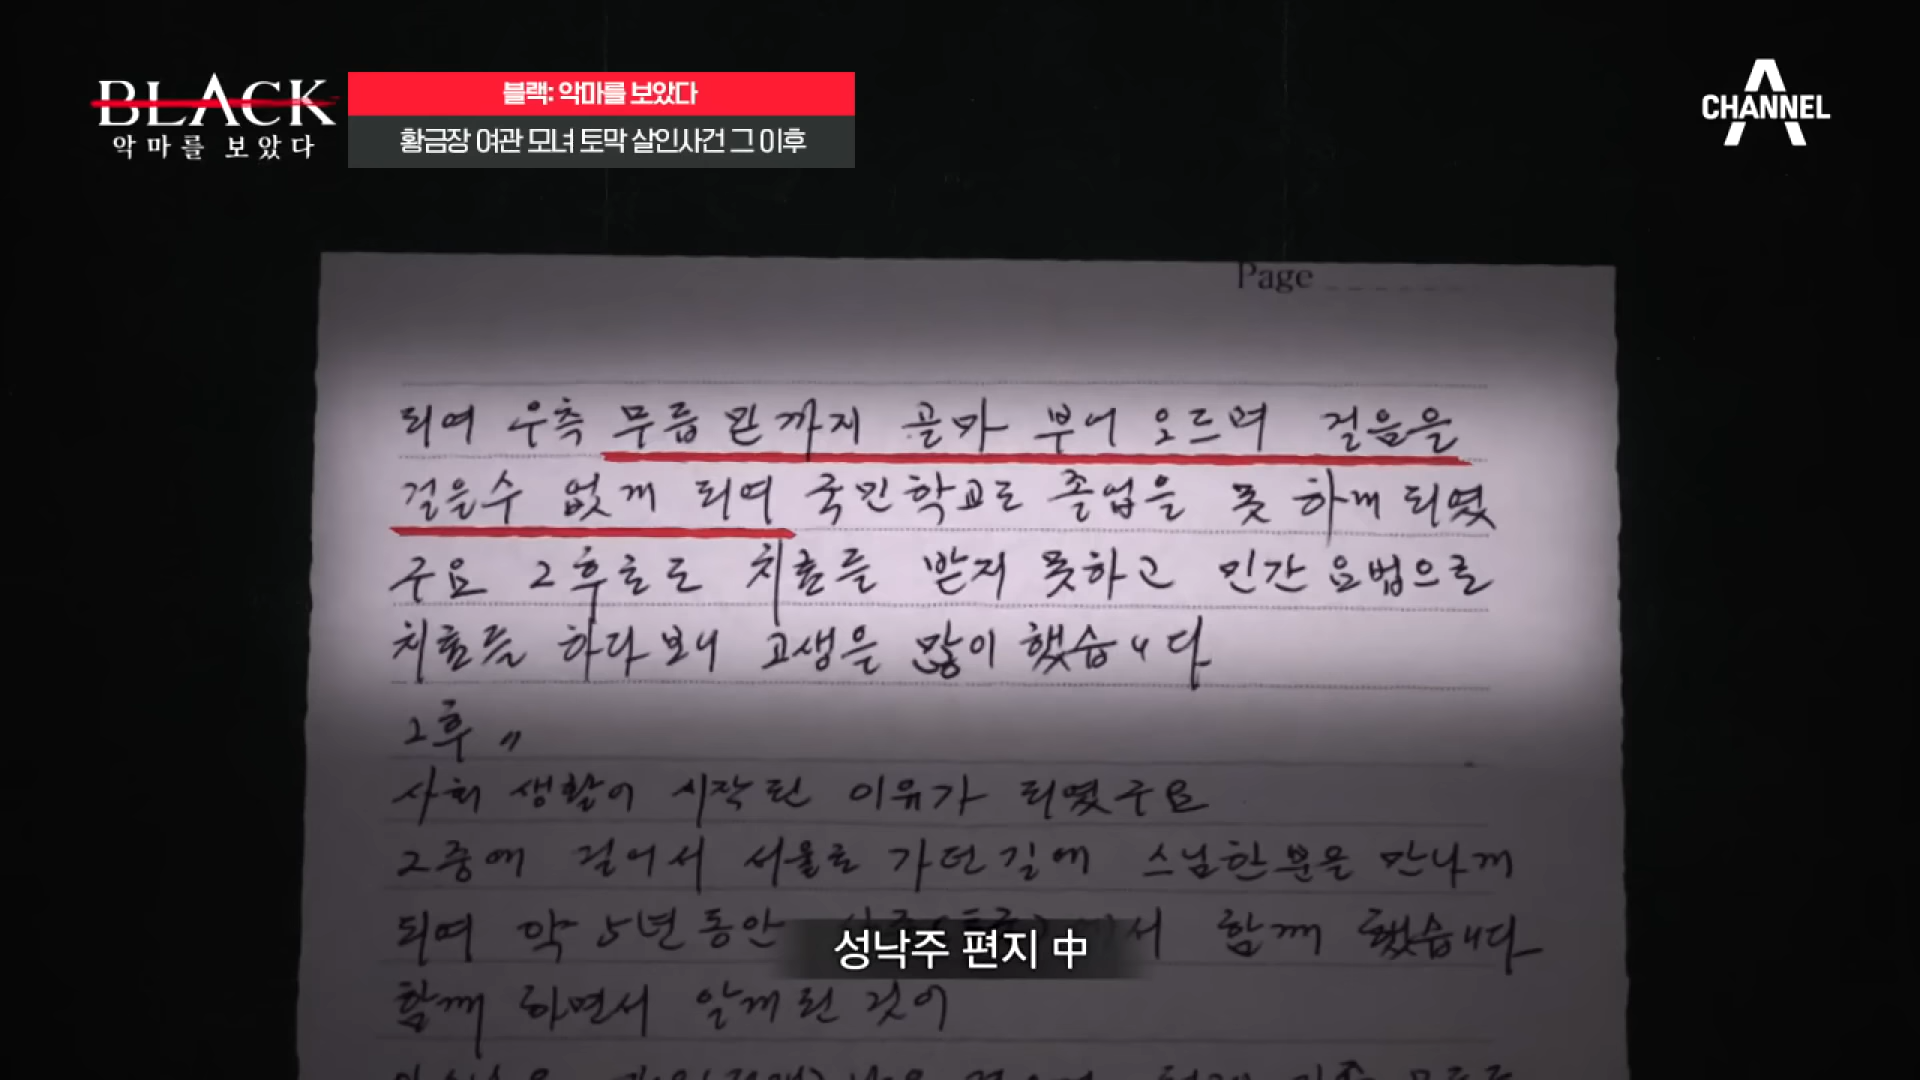 BLACK
악마를 보았다
블랙: 악마를 보았다
황금장 여관 모녀 토막 살인사건 그 이후
CHANNEL A
Page
되여 우측 무릎 만까지 골마 부어 오르며 걸음을
걸을수 없게 되여 국민학교도 졸업을 못 하게 되였
구요 그후로도 치료를 받지 못하고 민간 요법으로
치료를 하다보니 고생을 많이 했습니다
그후 〃
사회 생활이 시작된 이유가 되였구요
그중에 걸어서 서울로 가던길에 스님한분을 만나게
되여 약 5년 동안 서 함께 했습니다
함께 하면서 알게된 것이
성낙주 편지 中